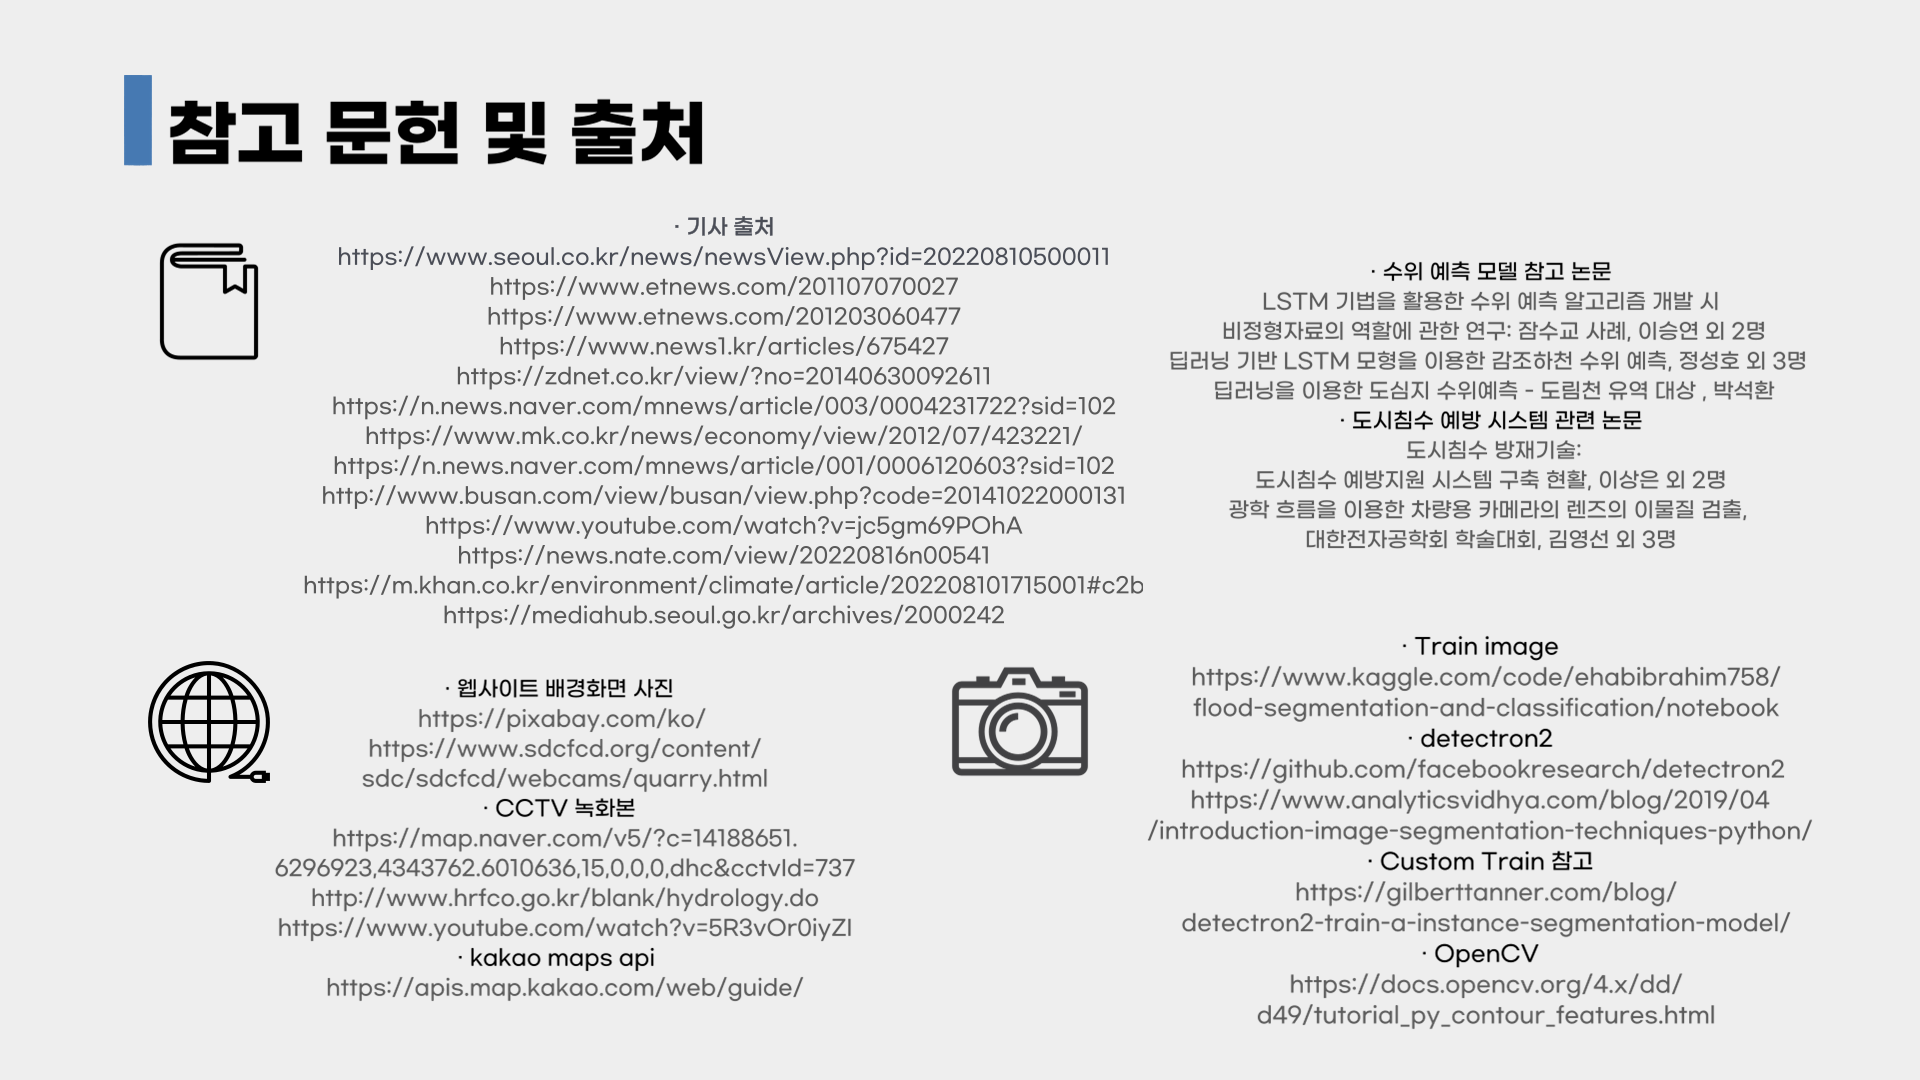 참고 문헌 및 출처
· 기사 출처
https://www.seoul.co.kr/news/newsView.php?id=20220810500011
https://www.etnews.com/201107070027
https://www.etnews.com/201203060477
https://www.news1.kr/articles/675427
https://zdnet.co.kr/view/?no=20140630092611
https://n.news.naver.com/mnews/article/003/0004231722?sid=102
https://www.mk.co.kr/news/economy/view/2012/07/423221/
https://n.news.naver.com/mnews/article/001/0006120603?sid=102
http://www.busan.com/view/busan/view.php?code=20141022000131
https://www.youtube.com/watch?v=jc5gm69POhA
https://news.nate.com/view/20220816n00541
https://m.khan.co.kr/environment/climate/article/202208101715001#c2b
https://mediahub.seoul.go.kr/archives/2000242
· 수위 예측 모델 참고 논문
LSTM 기법을 활용한 수위 예측 알고리즘 개발 시
비정형자료의 역할에 관한 연구: 잠수교 사례, 이승연 외 2명
딥러닝 기반 LSTM 모형을 이용한 감조하천 수위 예측, 정성호 외 3명
딥러닝을 이용한 도심지 수위예측 - 도림천 유역 대상 , 박석환
· 도시침수 예방 시스템 관련 논문
도시침수 방재기술:
도시침수 예방지원 시스템 구축 현활, 이상은 외 2명
광학 흐름을 이용한 차량용 카메라의 렌즈의 이물질 검출,
대한전자공학회 학술대회, 김영선 외 3명
· 웹사이트 배경화면 사진
https://pixabay.com/ko/
https://www.sdcfcd.org/content/
sdc/sdcfcd/webcams/quarry.html
· CCTV 녹화본
https://map.naver.com/v5/?c=14188651.
6296923,4343762.6010636,15,0,0,0,dhc&cctvId=737
http://www.hrfco.go.kr/blank/hydrology.do
https://www.youtube.com/watch?v=5R3vOr0iyZI
· kakao maps api
https://apis.map.kakao.com/web/guide/
· Train image
https://www.kaggle.com/code/ehabibrahim758/
flood-segmentation-and-classification/notebook
· detectron2
https://github.com/facebookresearch/detectron2
https://www.analyticsvidhya.com/blog/2019/04
/introduction-image-segmentation-techniques-python/
· Custom Train 참고
https://gilberttanner.com/blog/
detectron2-train-a-instance-segmentation-model/
· OpenCV
https://docs.opencv.org/4.x/dd/
d49/tutorial_py_contour_features.html